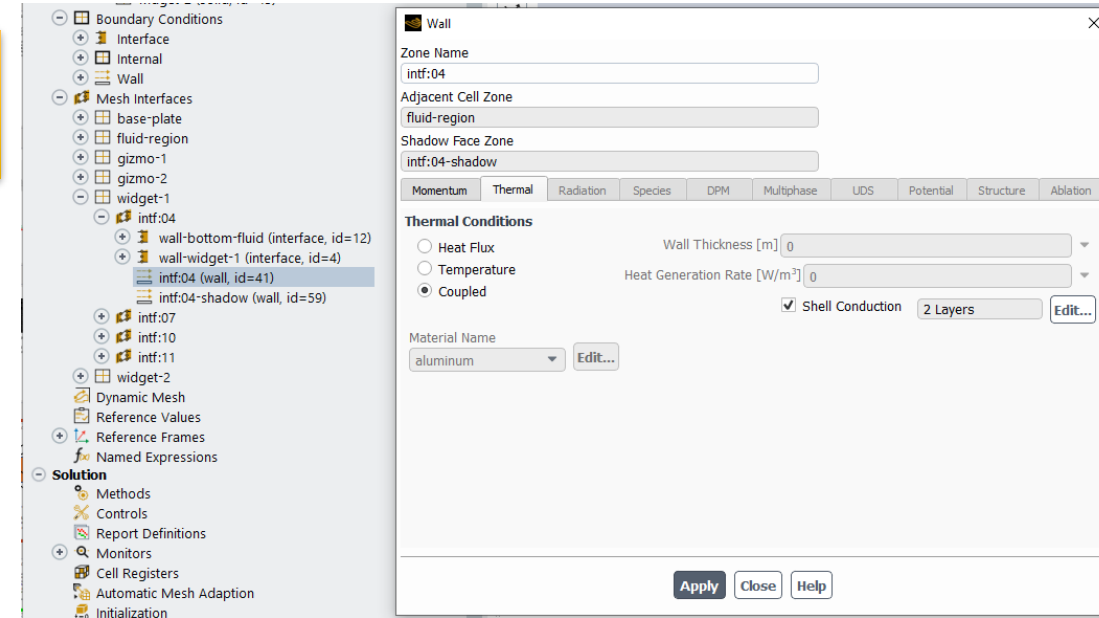 Boundary Conditions
Interface
Internal
Wall
Mesh Interfaces
base-plate
fluid-region
gizmo-1
gizmo-2
widget-1
intf:04
wall-bottom-fluid (interface, id=12)
wall-widget-1 (interface, id=4)
intf:04 (wall, id=41)
intf:04-shadow (wall, id=59)
intf:07
intf:10
intf:11
widget-2
Dynamic Mesh
Reference Values
Reference Frames
Named Expressions
Solution
Methods
Controls
Report Definitions
Monitors
Cell Registers
Automatic Mesh Adaption
Initialization
Wall
Zone Name
intf:04
Adjacent Cell Zone
fluid-region
Shadow Face Zone
intf:04-shadow
Momentum Thermal Radiation Species DPM Multiphase UDS Potential Structure Ablation
Thermal Conditions
Heat Flux
Temperature
Coupled
Wall Thickness [m] 0
Heat Generation Rate [W/m³] 0
Shell Conduction 2 Layers Edit...
Material Name
aluminum Edit...
Apply Close Help